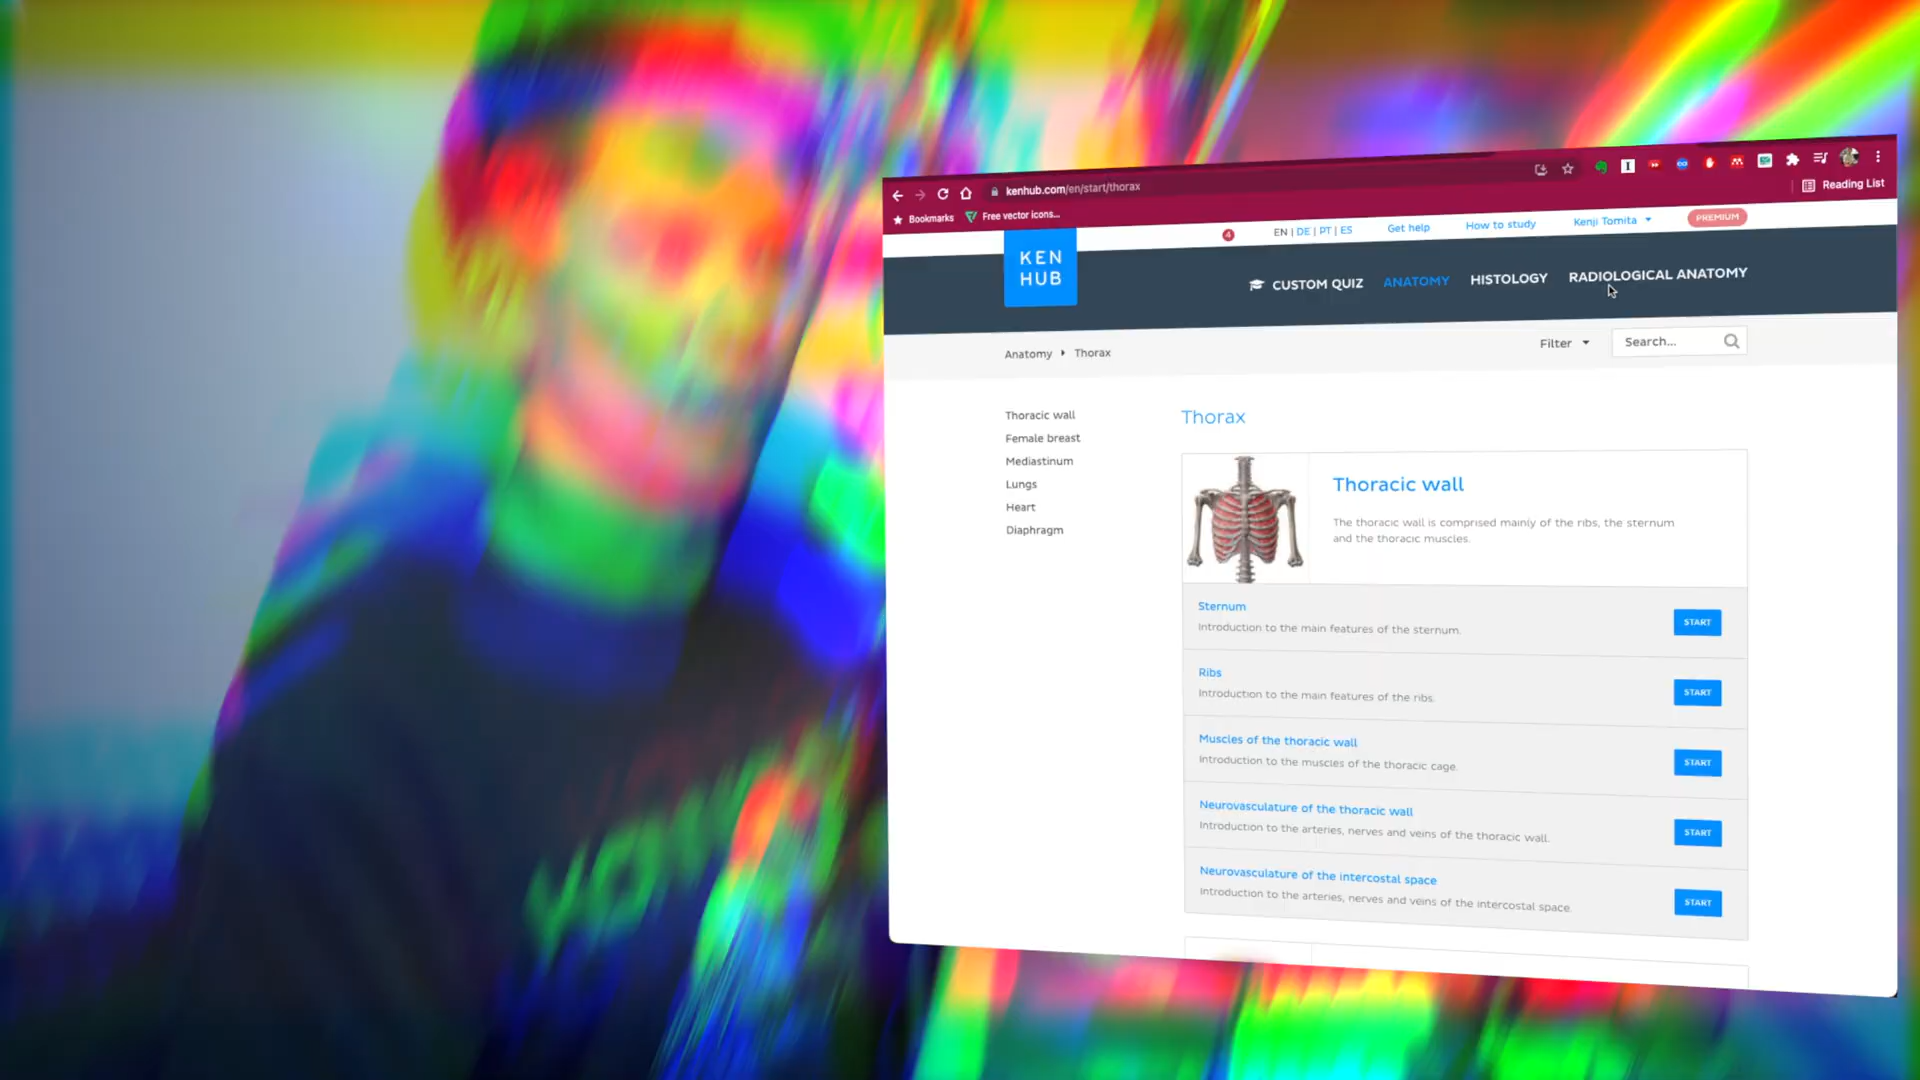 kenhub.com/en/start/thorax
Reading List
Bookmarks
Free vector icons...
4
EN | DE | PT | ES
Get help
How to study
Kenji Tomita
PREMIUM
KEN
HUB
CUSTOM QUIZ
ANATOMY
HISTOLOGY
RADIOLOGICAL ANATOMY
Anatomy
Thorax
Filter
Search...
Thoracic wall
Female breast
Mediastinum
Lungs
Heart
Diaphragm
Thorax
Thoracic wall
The thoracic wall is comprised mainly of the ribs, the sternum
and the thoracic muscles.
Sternum
Introduction to the main features of the sternum.
START
Ribs
Introduction to the main features of the ribs.
START
Muscles of the thoracic wall
Introduction to the muscles of the thoracic cage.
START
Neurovasculature of the thoracic wall
Introduction to the arteries, nerves and veins of the thoracic wall.
START
Neurovasculature of the intercostal space
Introduction to the arteries, nerves and veins of the intercostal space.
START